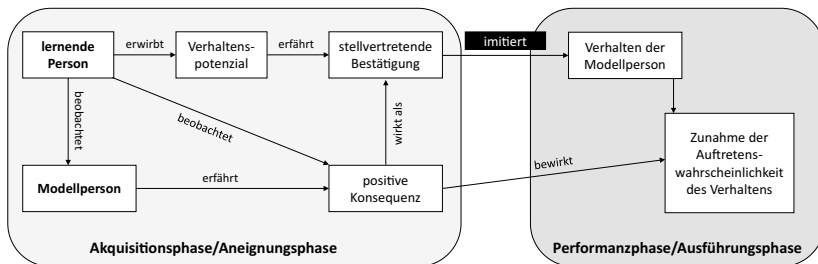 lernende
Person
erwirbt
Verhaltens-
potenzial
erfährt
stellvertretende
Bestätigung
imitiert
Verhalten der
Modellperson
beobachtet
beobachtet
wirkt als
Zunahme der
Auftretens-
wahrscheinlichkeit
des Verhaltens
Modellperson
erfährt
positive
Konsequenz
bewirkt
Akquisitionsphase/Aneignungsphase
Performanzphase/Ausführungsphase